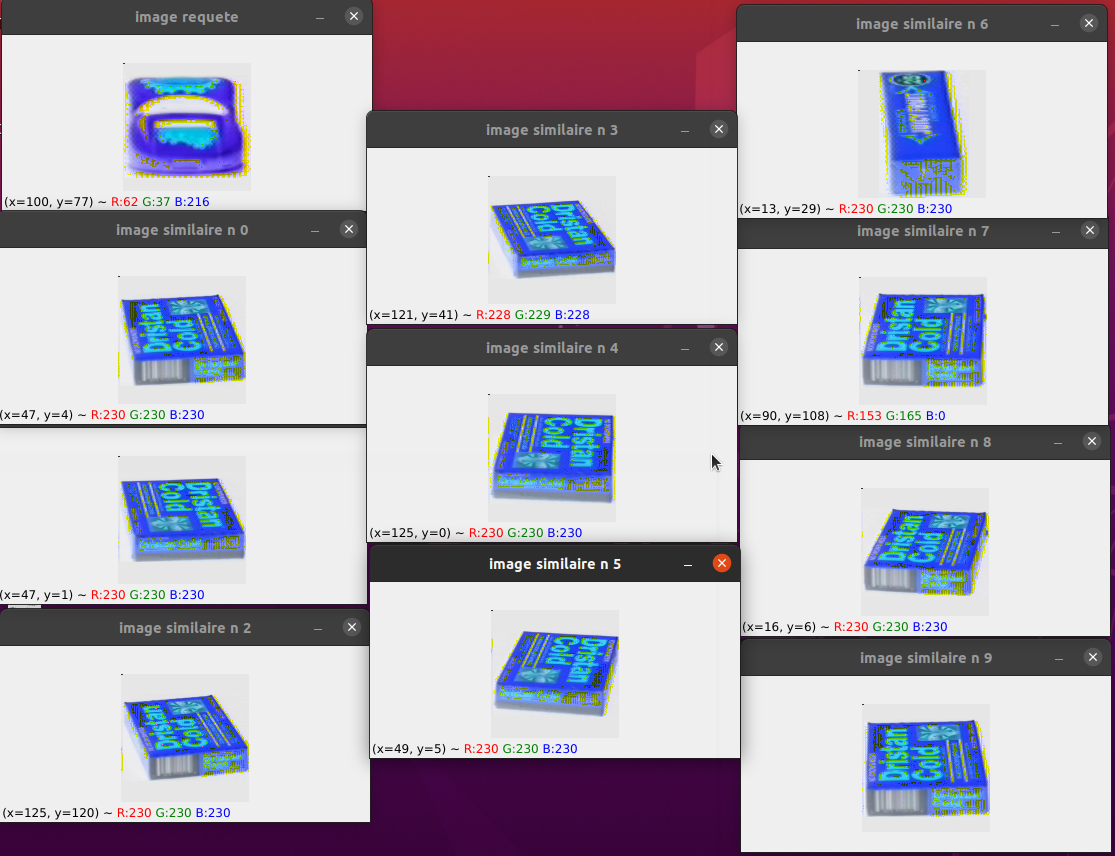 image requete
(x=100, y=77) ~ R:62 G:37 B:216
image similaire n 0
Dristan
Cold
(x=47, y=4) ~ R:230 G:230 B:230
Dristan
Cold
(x=47, y=1) ~ R:230 G:230 B:230
image similaire n 2
Dristan
Cold
(x=125, y=120) ~ R:230 G:230 B:230
image similaire n 3
Dristan
Cold
(x=121, y=41) ~ R:228 G:229 B:228
image similaire n 4
Dristan
Cold
(x=125, y=0) ~ R:230 G:230 B:230
image similaire n 5
Dristan
Cold
(x=49, y=5) ~ R:230 G:230 B:230
image similaire n 6
(x=13, y=29) ~ R:230 G:230 B:230
image similaire n 7
Dristan
Cold
(x=90, y=108) ~ R:153 G:165 B:0
image similaire n 8
Dristan
Cold
(x=16, y=6) ~ R:230 G:230 B:230
image similaire n 9
Dristan
Cold